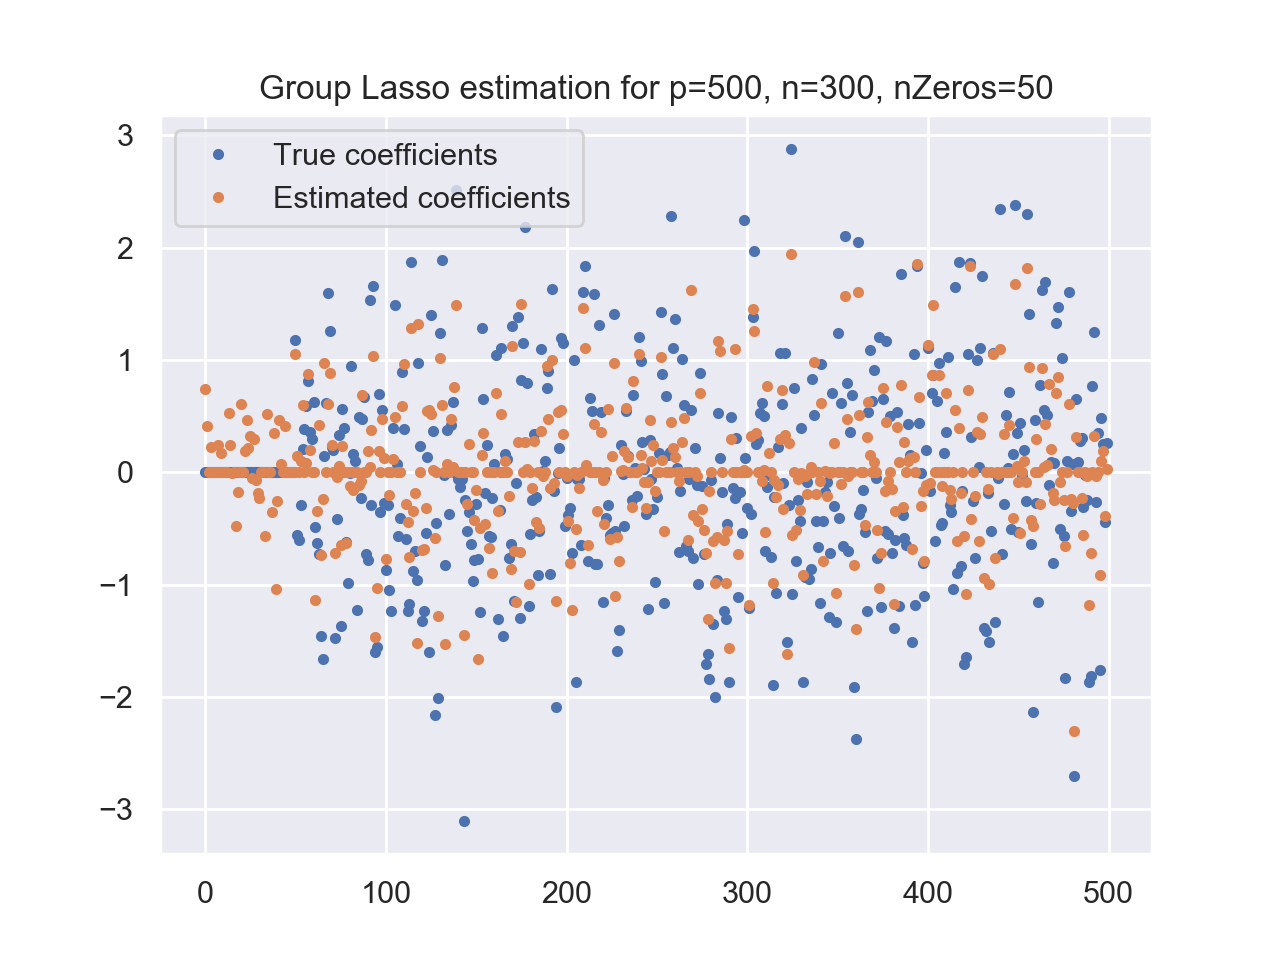 Group Lasso estimation for p=500, n=300, nZeros=50
3
True coefficients
Estimated coefficients
2
1
0
−1
−2
−3
0 100 200 300 400 500